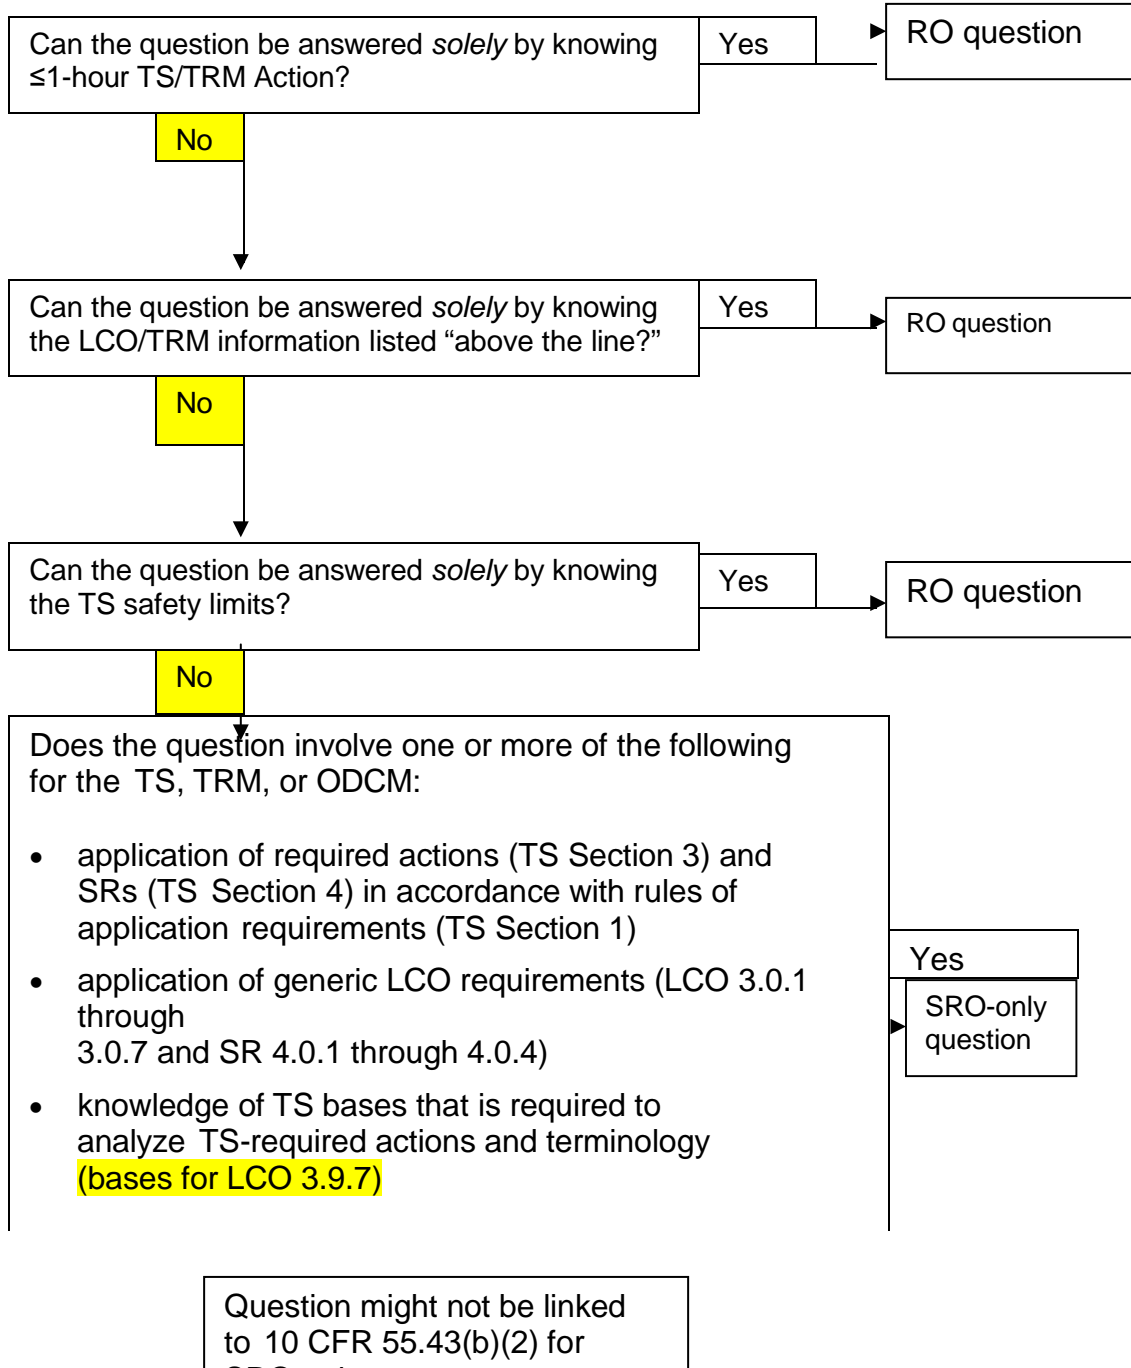 Can the question be answered solely by knowing
≤1-hour TS/TRM Action?
Yes
RO question
No
Can the question be answered solely by knowing
the LCO/TRM information listed “above the line?”
Yes
RO question
No
Can the question be answered solely by knowing
the TS safety limits?
Yes
RO question
No
Does the question involve one or more of the following
for the TS, TRM, or ODCM:
• application of required actions (TS Section 3) and
SRs (TS Section 4) in accordance with rules of
application requirements (TS Section 1)
• application of generic LCO requirements (LCO 3.0.1
through
3.0.7 and SR 4.0.1 through 4.0.4)
• knowledge of TS bases that is required to
analyze TS-required actions and terminology
(bases for LCO 3.9.7)
Yes
SRO-only
question
Question might not be linked
to 10 CFR 55.43(b)(2) for